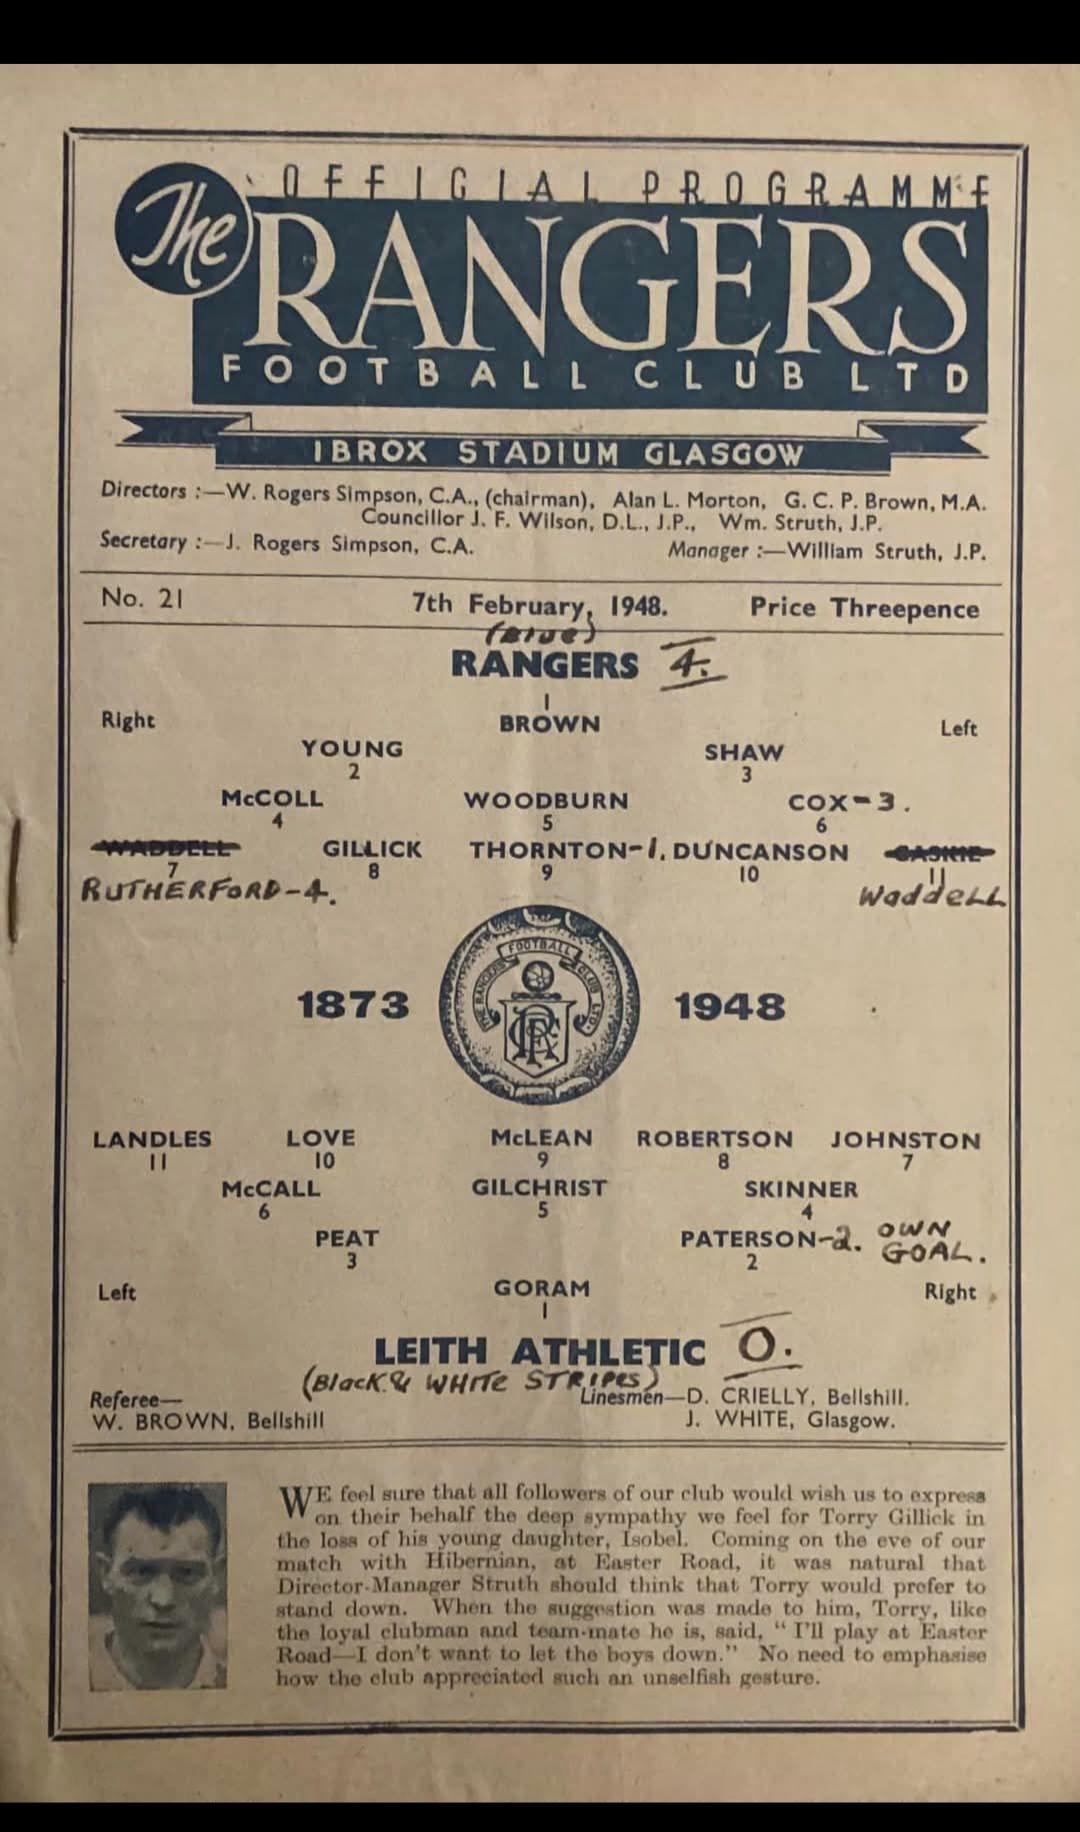 OFFICIAL PROGRAMME
The RANGERS
FOOTBALL CLUB LTD
IBROX STADIUM GLASGOW
Directors :—W. Rogers Simpson, C.A., (chairman), Alan L. Morton, G. C. P. Brown, M.A.
Councillor J. F. Wilson, D.L., J.P., Wm. Struth, J.P.
Secretary :—J. Rogers Simpson, C.A. Manager :—William Struth, J.P.
No. 21 7th February, 1948. Price Threepence
(Blue)
RANGERS 4.
1
Right BROWN Left
YOUNG SHAW
2 3
McCOLL WOODBURN COX-3.
4 5 6
WADDELL GILLICK THORNTON-1. DUNCANSON CASKIE
7 8 9 10 11
RUTHERFORD-4. WaddeLL
FOOTBALL
THE RANGERS CLUB LTD.
1873 RFC 1948
LANDLES LOVE McLEAN ROBERTSON JOHNSTON
11 10 9 8 7
McCALL GILCHRIST SKINNER
6 5 4
PEAT PATERSON-2. OWN GOAL.
3 2
Left GORAM Right
1
LEITH ATHLETIC 0.
(Black & WHITE STRIPES)
Referee— Linesmen—D. CRIELLY, Bellshill.
W. BROWN, Bellshill J. WHITE, Glasgow.
WE feel sure that all followers of our club would wish us to express
on their behalf the deep sympathy we feel for Torry Gillick in
the loss of his young daughter, Isobel. Coming on the eve of our
match with Hibernian, at Easter Road, it was natural that
Director-Manager Struth should think that Torry would prefer to
stand down. When the suggestion was made to him, Torry, like
the loyal clubman and team-mate he is, said, “ I'll play at Easter
Road—I don't want to let the boys down.” No need to emphasise
how the club appreciated such an unselfish gesture.